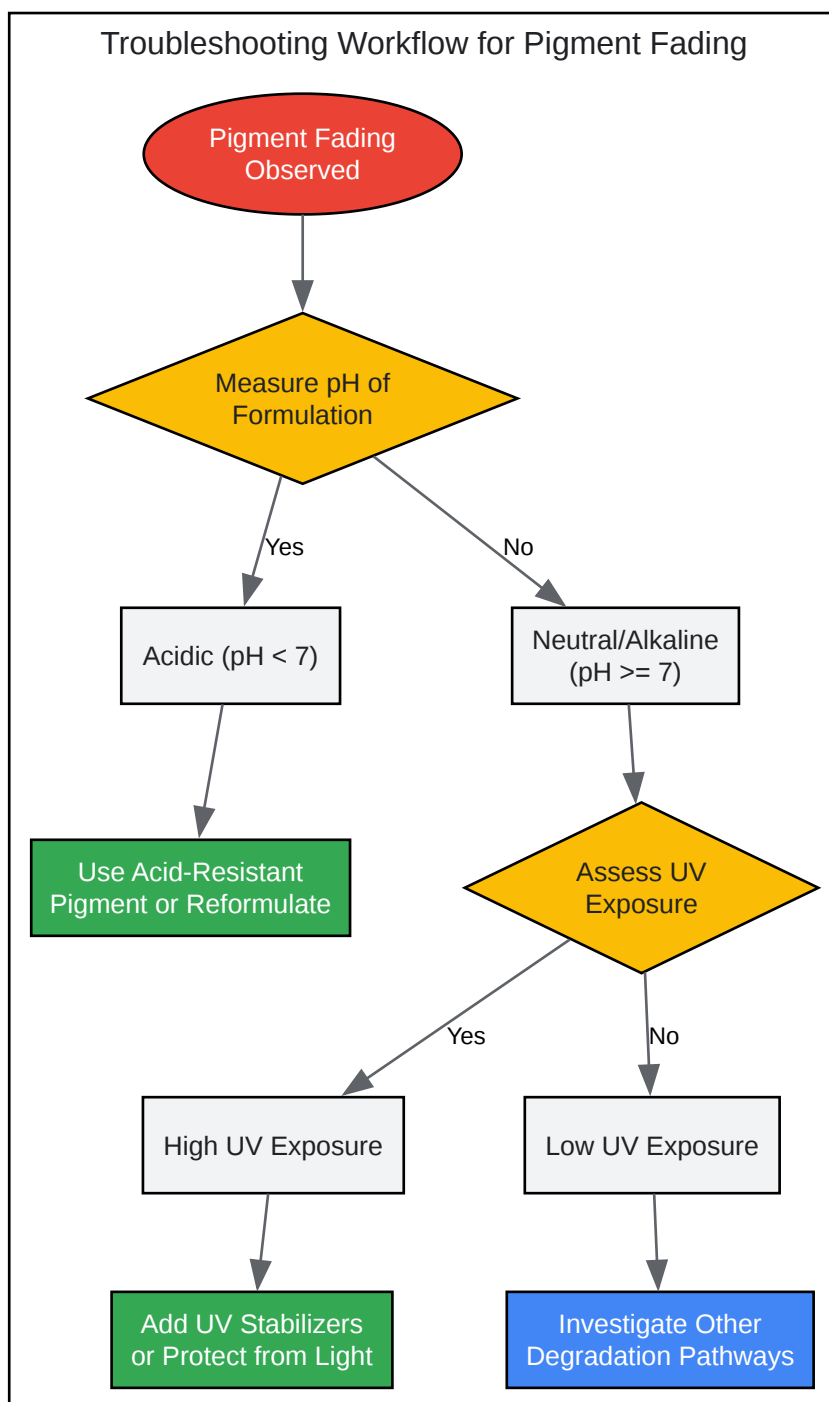 Troubleshooting Workflow for Pigment Fading
Pigment Fading
Observed
Measure pH of
Formulation
Yes
No
Acidic (pH < 7)
Neutral/Alkaline
(pH >= 7)
Use Acid-Resistant
Pigment or Reformulate
Assess UV
Exposure
Yes
No
High UV Exposure
Low UV Exposure
Add UV Stabilizers
or Protect from Light
Investigate Other
Degradation Pathways